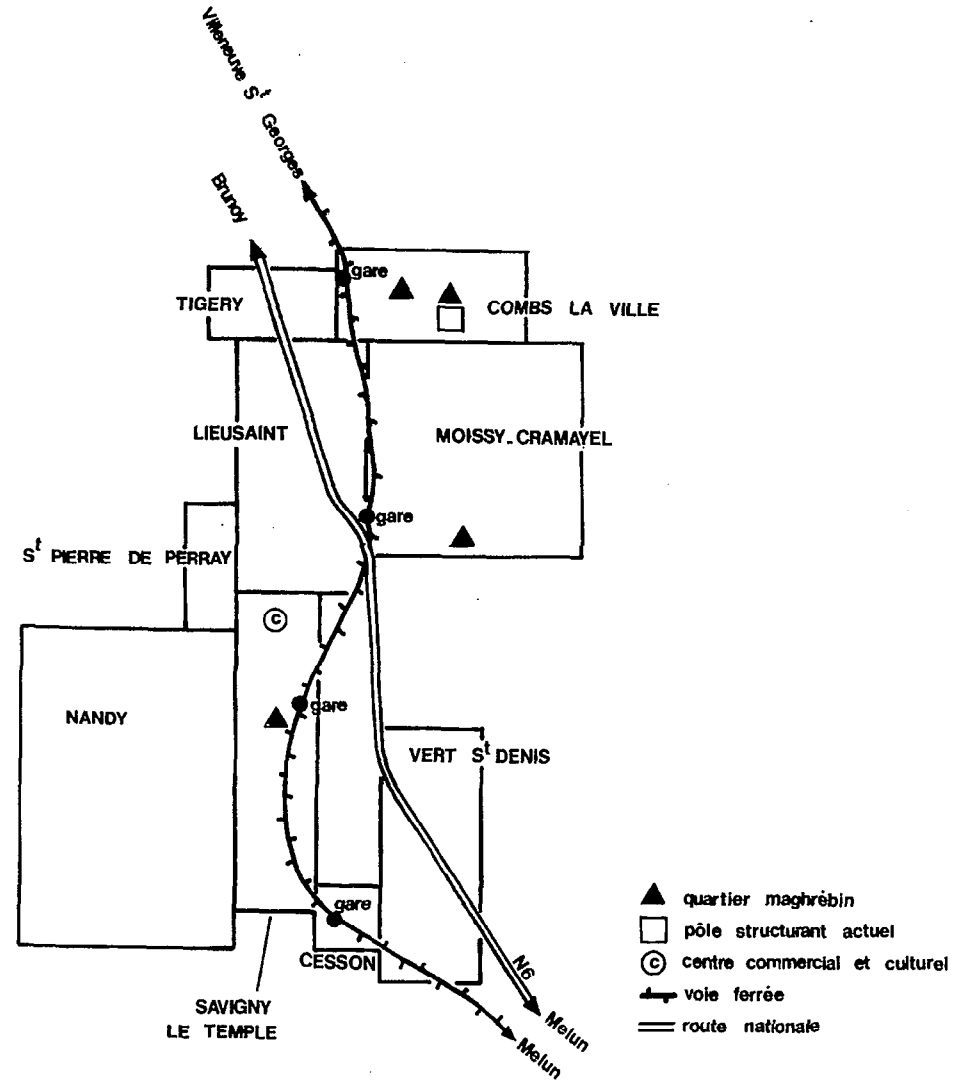 Villeneuve St Georges
Brunoy
gare
TIGERY
COMBS LA VILLE
LIEUSAINT
MOISSY-CRAMAYEL
gare
St PIERRE DE PERRAY
C
gare
NANDY
VERT St DENIS
gare
CESSON
N6
SAVIGNY
LE TEMPLE
Melun
Melun
quartier maghrébin
pôle structurant actuel
C centre commercial et culturel
voie ferrée
route nationale